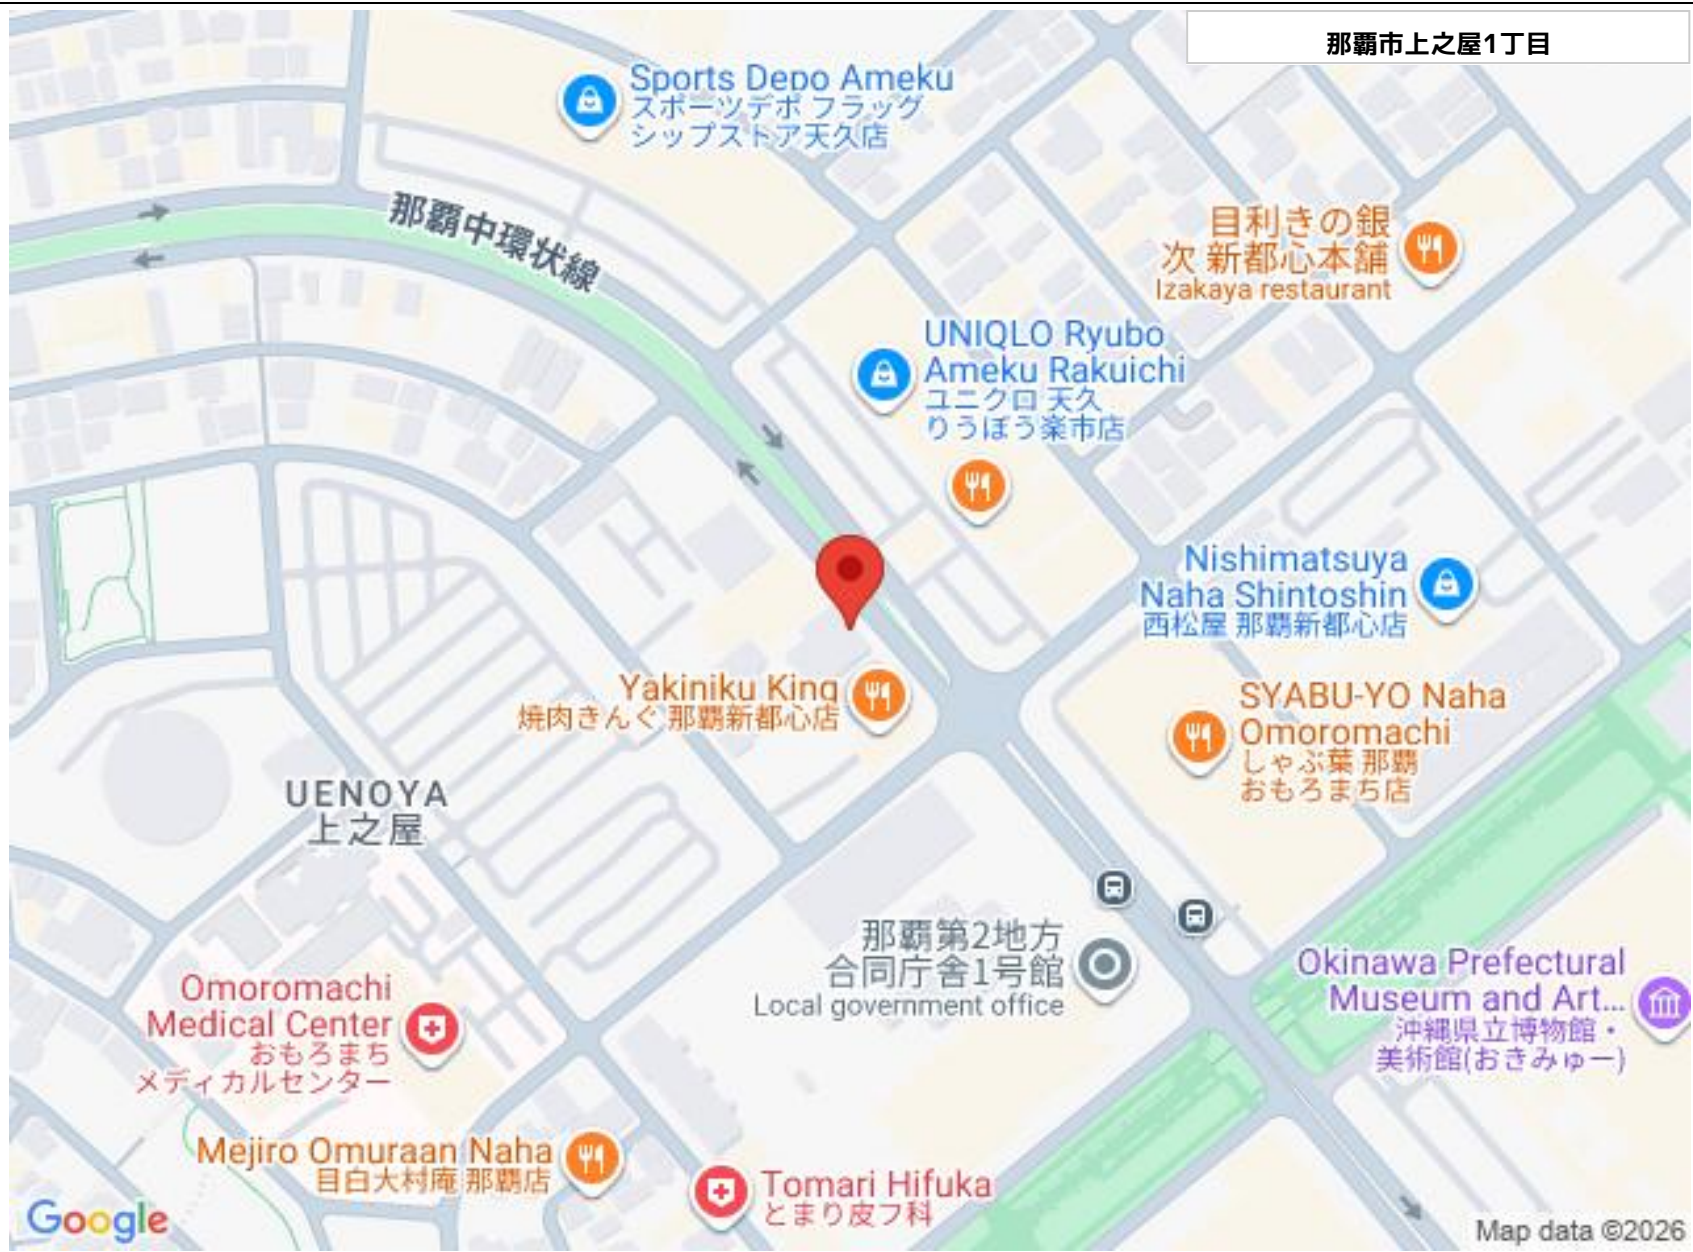 那覇市上之屋1丁目
Sports Depo Ameku
スポーツデポ フラッグ
シップストア天久店
那覇中環状線
目利きの銀
次 新都心本舗
Izakaya restaurant
UNIQLO Ryubo
Ameku Rakuichi
ユニクロ 天久
りうぼう楽市店
Nishimatsuya
Naha Shintoshin
西松屋 那覇新都心店
Yakiniku King
焼肉きんぐ 那覇新都心店
SYABU-YO Naha
Omoromachi
しゃぶ葉 那覇
おもろまち店
UENOYA
上之屋
那覇第2地方
合同庁舎1号館
Local government office
Okinawa Prefectural
Museum and Art...
沖縄県立博物館・
美術館(おきみゅー)
Omoromachi
Medical Center
おもろまち
メディカルセンター
Mejiro Omuraan Naha
目白大村庵 那覇店
Tomari Hifuka
とまり皮フ科
Google
Map data ©2026